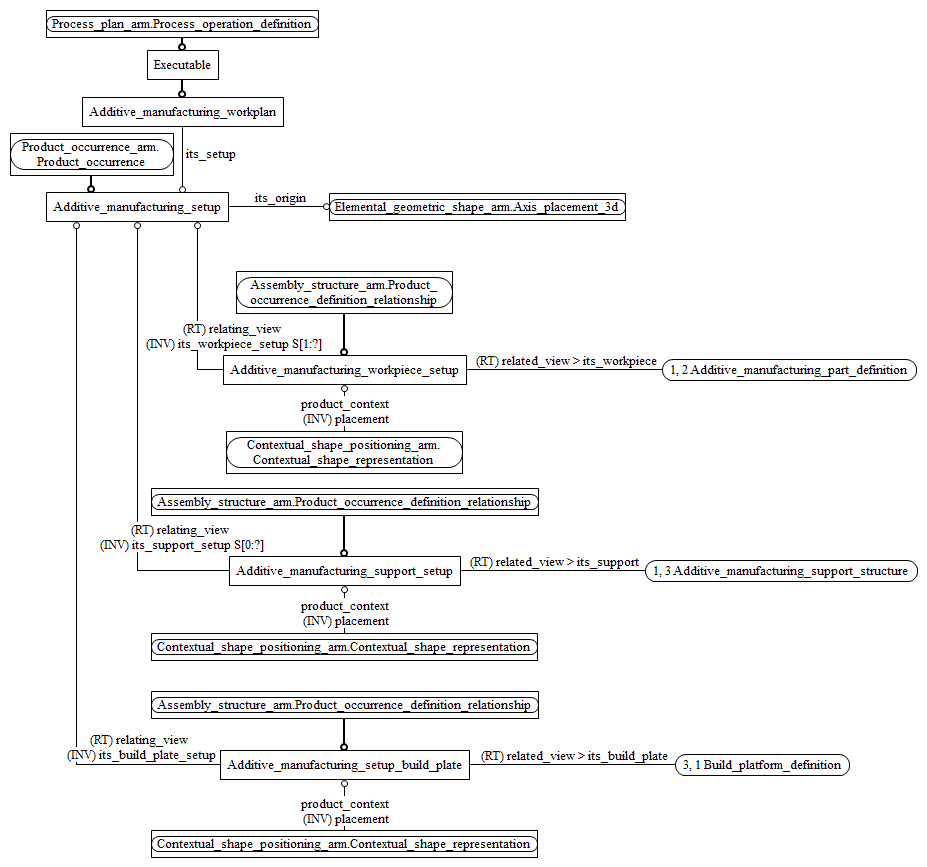 Process_plan_arm.Process_operation_definition
Executable
Additive_manufacturing_workplan
Product_occurrence_arm.
Product_occurrence
its_setup
Additive_manufacturing_setup
its_origin
Elemental_geometric_shape_arm.Axis_placement_3d
Assembly_structure_arm.Product_
occurrence_definition_relationship
(RT) relating_view
(INV) its_workpiece_setup S[1:?]
Additive_manufacturing_workpiece_setup
(RT) related_view > its_workpiece
1, 2 Additive_manufacturing_part_definition
product_context
(INV) placement
Contextual_shape_positioning_arm.
Contextual_shape_representation
Assembly_structure_arm.Product_occurrence_definition_relationship
(RT) relating_view
(INV) its_support_setup S[0:?]
Additive_manufacturing_support_setup
(RT) related_view > its_support
1, 3 Additive_manufacturing_support_structure
product_context
(INV) placement
Contextual_shape_positioning_arm.Contextual_shape_representation
Assembly_structure_arm.Product_occurrence_definition_relationship
(RT) relating_view
(INV) its_build_plate_setup
Additive_manufacturing_setup_build_plate
(RT) related_view > its_build_plate
3, 1 Build_platform_definition
product_context
(INV) placement
Contextual_shape_positioning_arm.Contextual_shape_representation